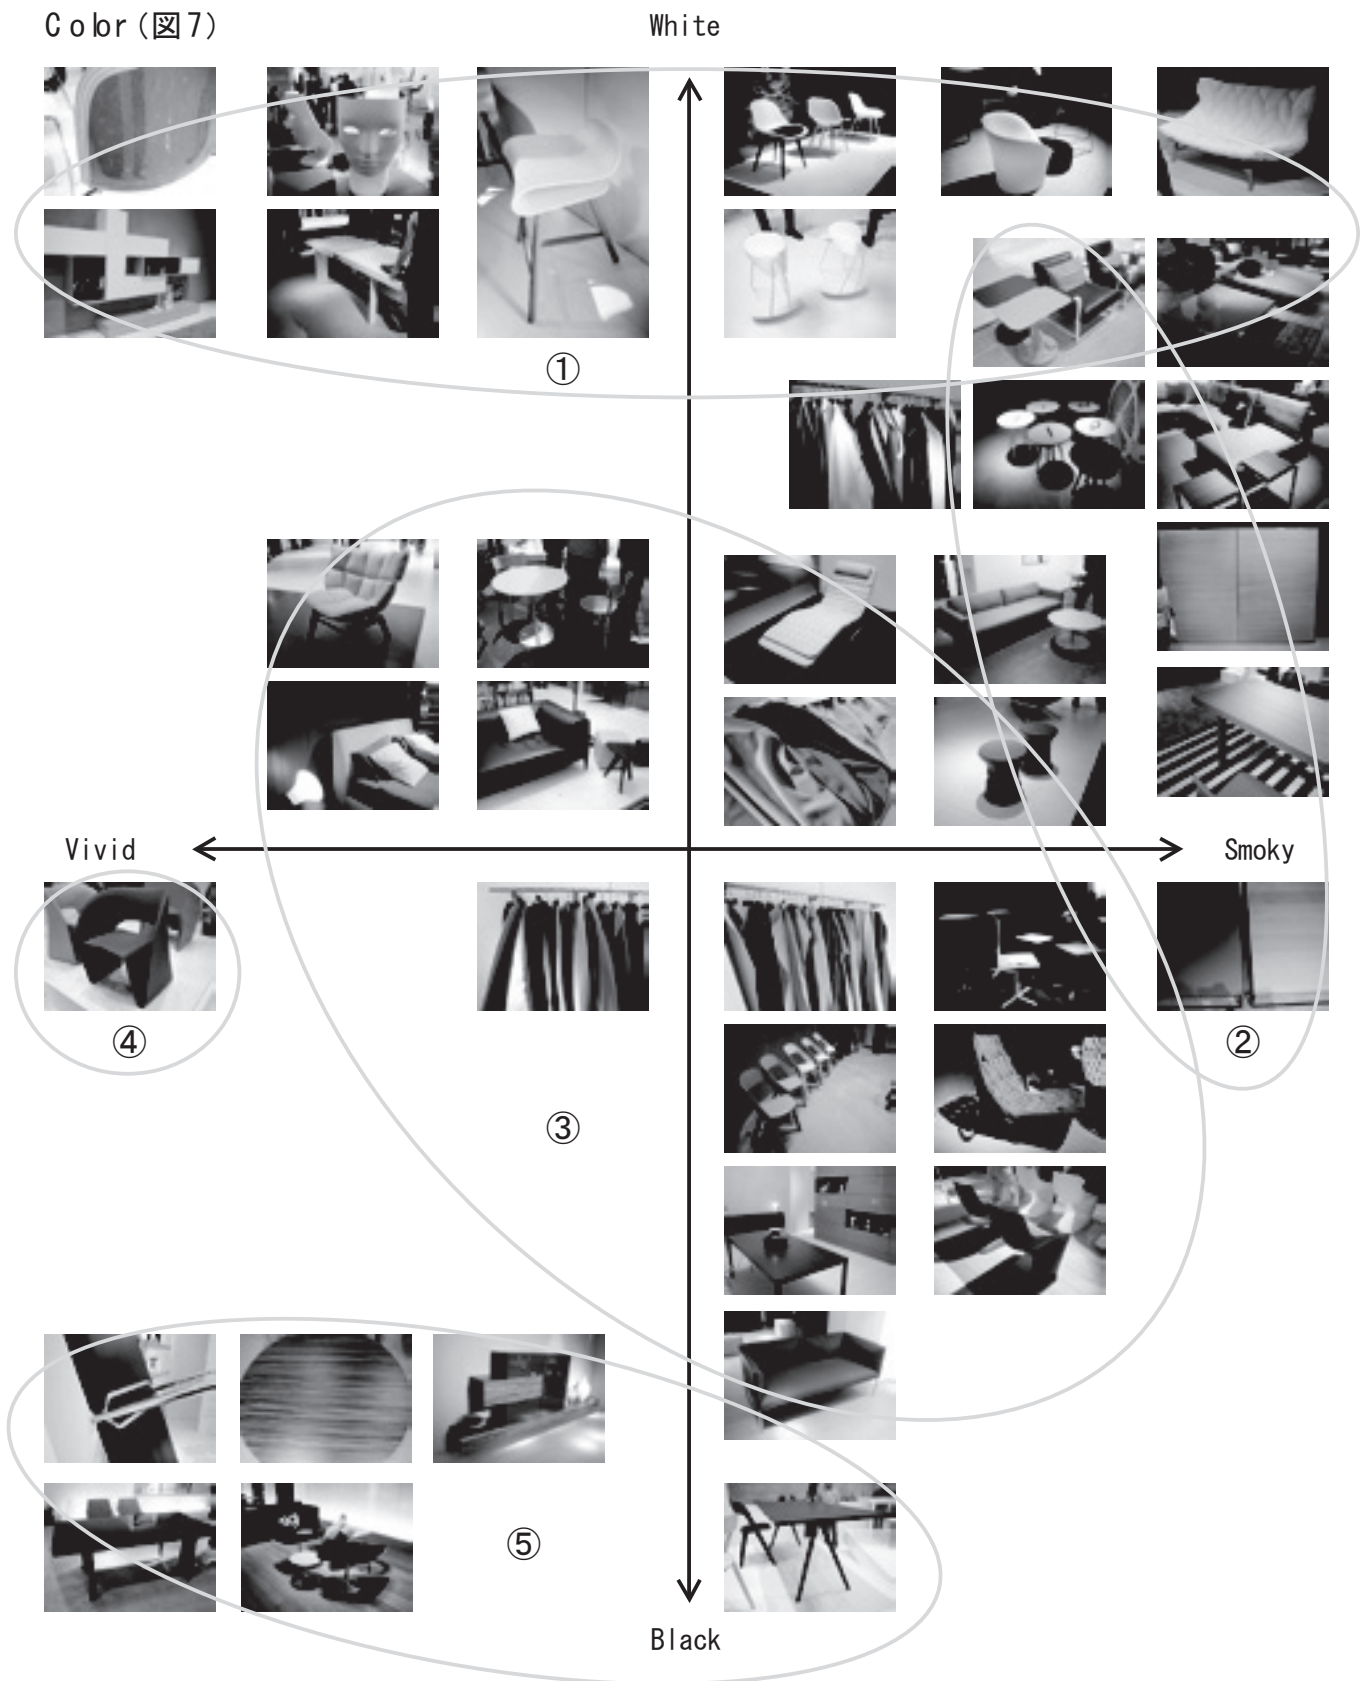 Color(図7)
White
①
Vivid
Smoky
④
②
③
⑤
Black